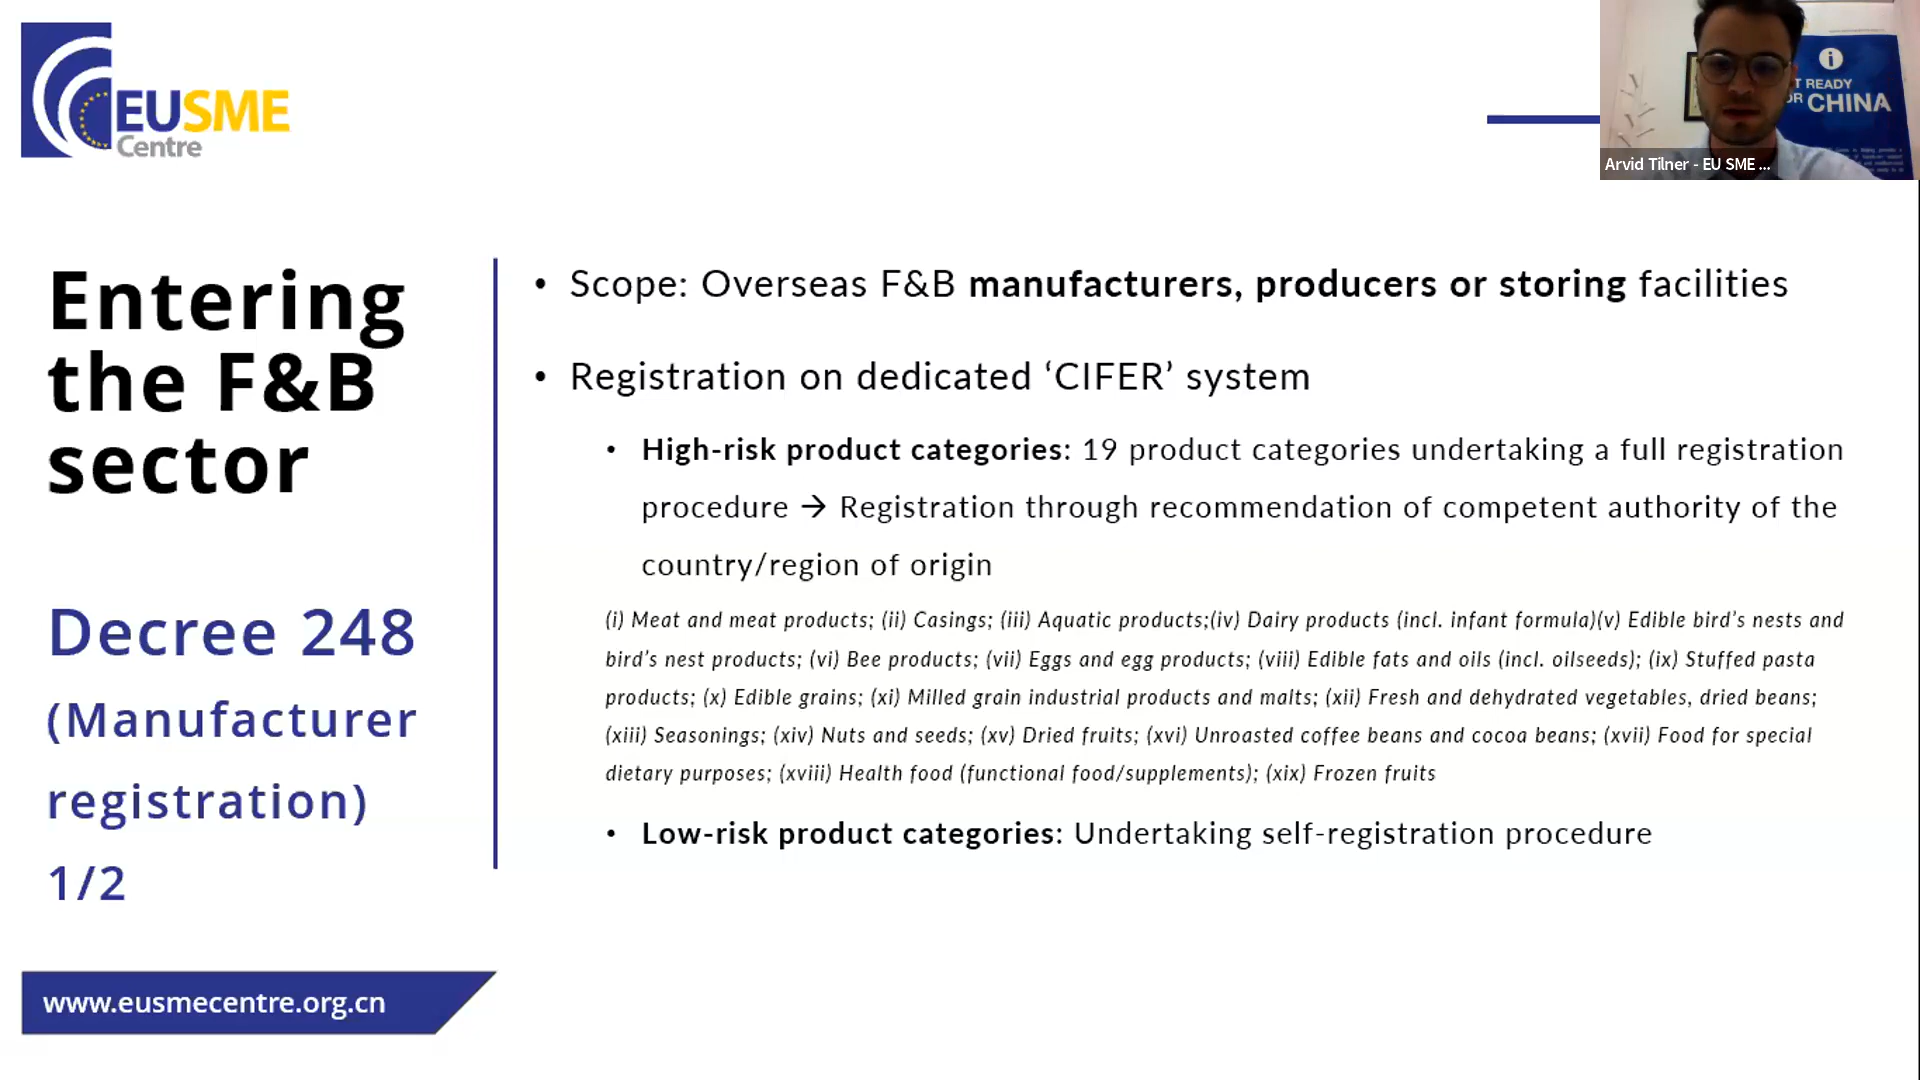 EUSME
Centre
i
T READY
OR CHINA
Arvid Tilner - EU SME ...
Entering
the F&B
sector
Decree 248
(Manufacturer
registration)
1/2
• Scope: Overseas F&B manufacturers, producers or storing facilities
• Registration on dedicated ‘CIFER’ system
• High-risk product categories: 19 product categories undertaking a full registration
procedure → Registration through recommendation of competent authority of the
country/region of origin
(i) Meat and meat products; (ii) Casings; (iii) Aquatic products;(iv) Dairy products (incl. infant formula)(v) Edible bird’s nests and
bird’s nest products; (vi) Bee products; (vii) Eggs and egg products; (viii) Edible fats and oils (incl. oilseeds); (ix) Stuffed pasta
products; (x) Edible grains; (xi) Milled grain industrial products and malts; (xii) Fresh and dehydrated vegetables, dried beans;
(xiii) Seasonings; (xiv) Nuts and seeds; (xv) Dried fruits; (xvi) Unroasted coffee beans and cocoa beans; (xvii) Food for special
dietary purposes; (xviii) Health food (functional food/supplements); (xix) Frozen fruits
• Low-risk product categories: Undertaking self-registration procedure
www.eusmecentre.org.cn